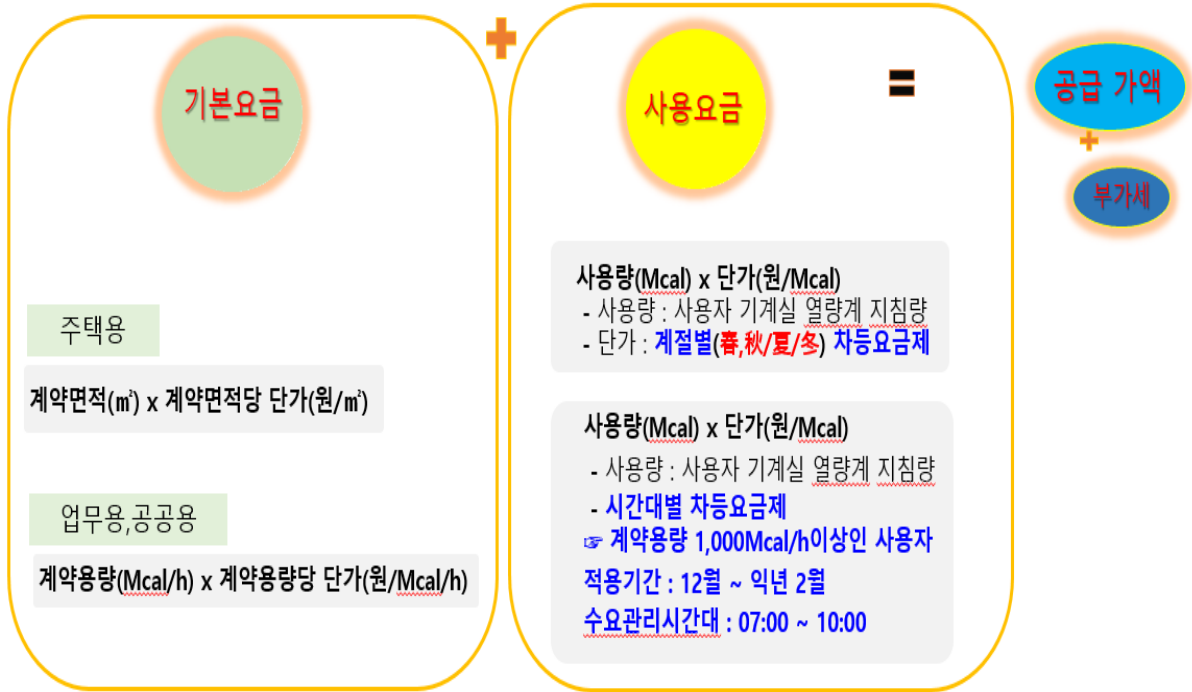 기본요금
주택용
계약면적(㎡) x 계약면적당 단가(원/㎡)
업무용,공공용
계약용량(Mcal/h) x 계약용량당 단가(원/Mcal/h)
+
사용요금
사용량(Mcal) x 단가(원/Mcal)
- 사용량 : 사용자 기계실 열량계 지침량
- 단가 : 계절별(春,秋/夏/冬) 차등요금제
사용량(Mcal) x 단가(원/Mcal)
- 사용량 : 사용자 기계실 열량계 지침량
- 시간대별 차등요금제
☞ 계약용량 1,000Mcal/h이상인 사용자
적용기간 : 12월 ~ 익년 2월
수요관리시간대 : 07:00 ~ 10:00
=
공급 가액
+
부가세